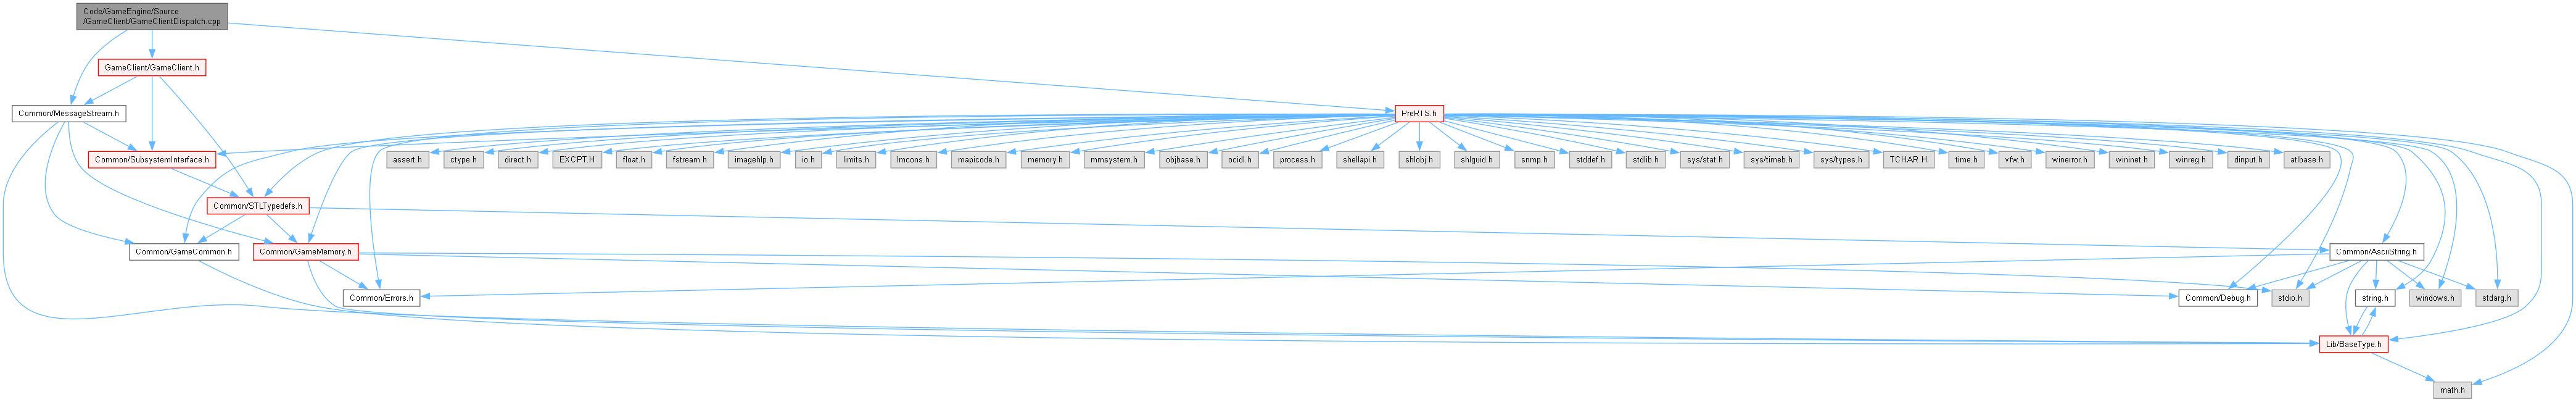 Code/GameEngine/Source
/GameClient/GameClientDispatch.cpp
GameClient/GameClient.h
Common/MessageStream.h
PreRTS.h
Common/SubsystemInterface.h
assert.h
ctype.h
direct.h
EXCPT.H
float.h
fstream.h
imagehlp.h
io.h
limits.h
lmcons.h
mapicode.h
memory.h
mmsystem.h
objbase.h
ocidl.h
process.h
shellapi.h
shlobj.h
shlguid.h
snmp.h
stddef.h
stdlib.h
sys/stat.h
sys/timeb.h
sys/types.h
TCHAR.H
time.h
vfw.h
winerror.h
wininet.h
winreg.h
dinput.h
atlbase.h
Common/STLTypedefs.h
Common/GameCommon.h
Common/GameMemory.h
Common/AsciiString.h
Common/Errors.h
Common/Debug.h
stdio.h
string.h
windows.h
stdarg.h
Lib/BaseType.h
math.h